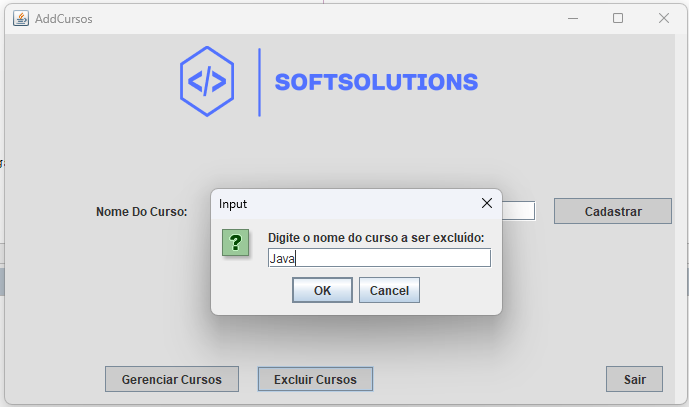 AddCursos
</>
SOFTSOLUTIONS
Nome Do Curso:
Cadastrar
Input
?
Digite o nome do curso a ser excluído:
Java
OK
Cancel
Gerenciar Cursos
Excluir Cursos
Sair